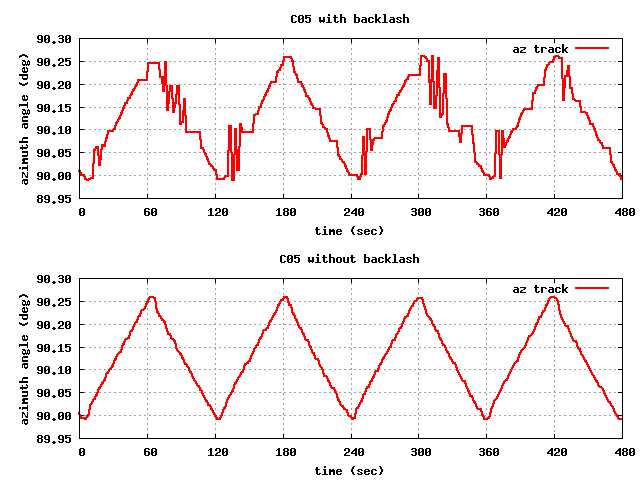 C05 with backlash
90.30
az track
90.25
90.20
90.15
90.10
90.05
90.00
89.95
azimuth angle (deg)
0 60 120 180 240 300 360 420 480
time (sec)
C05 without backlash
90.30
az track
90.25
90.20
90.15
90.10
90.05
90.00
89.95
azimuth angle (deg)
0 60 120 180 240 300 360 420 480
time (sec)